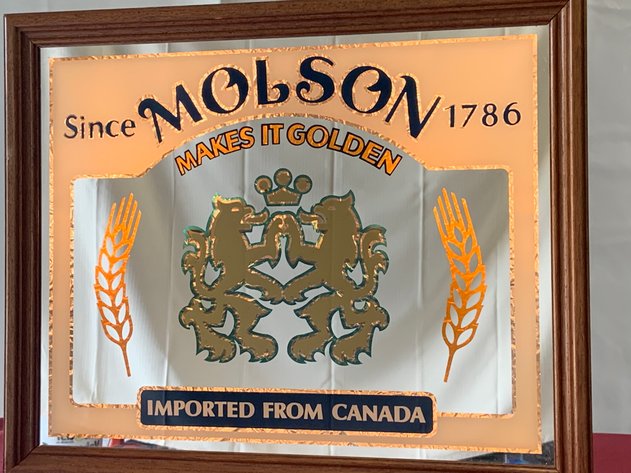 MOLSON
Since 1786
MAKES IT GOLDEN
IMPORTED FROM CANADA